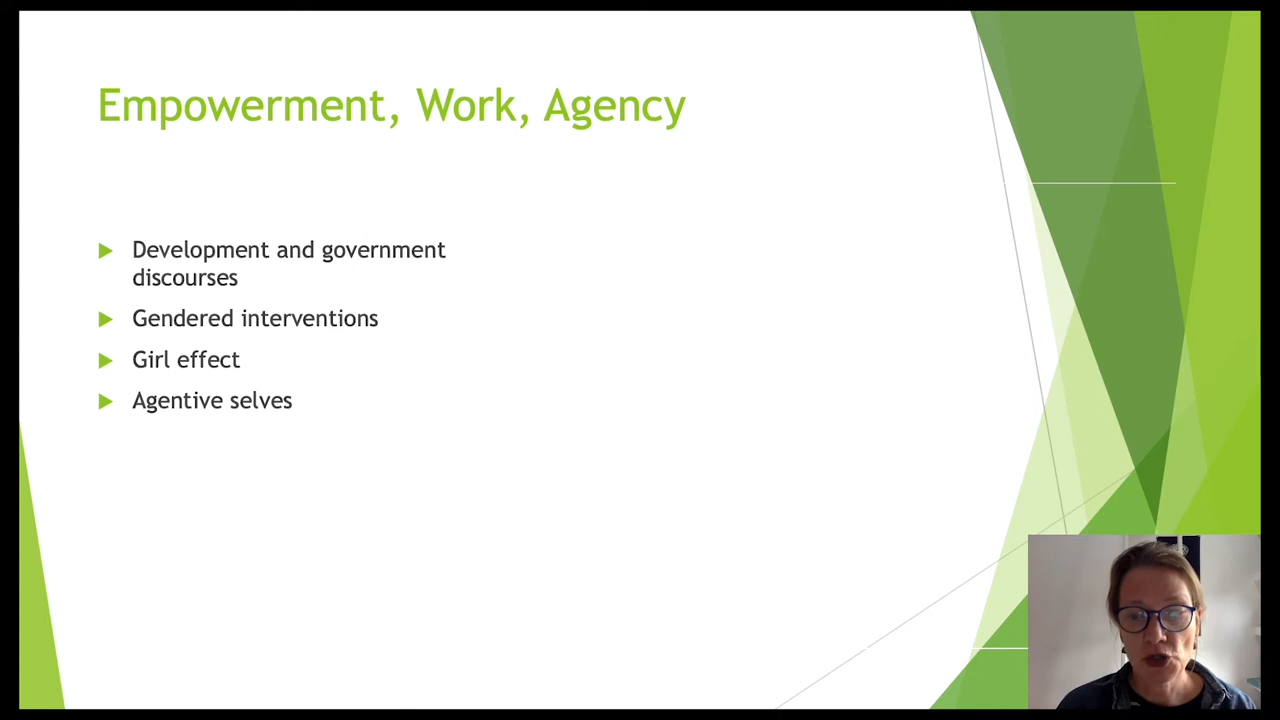 Empowerment, Work, Agency
Development and government
discourses
Gendered interventions
Girl effect
Agentive selves